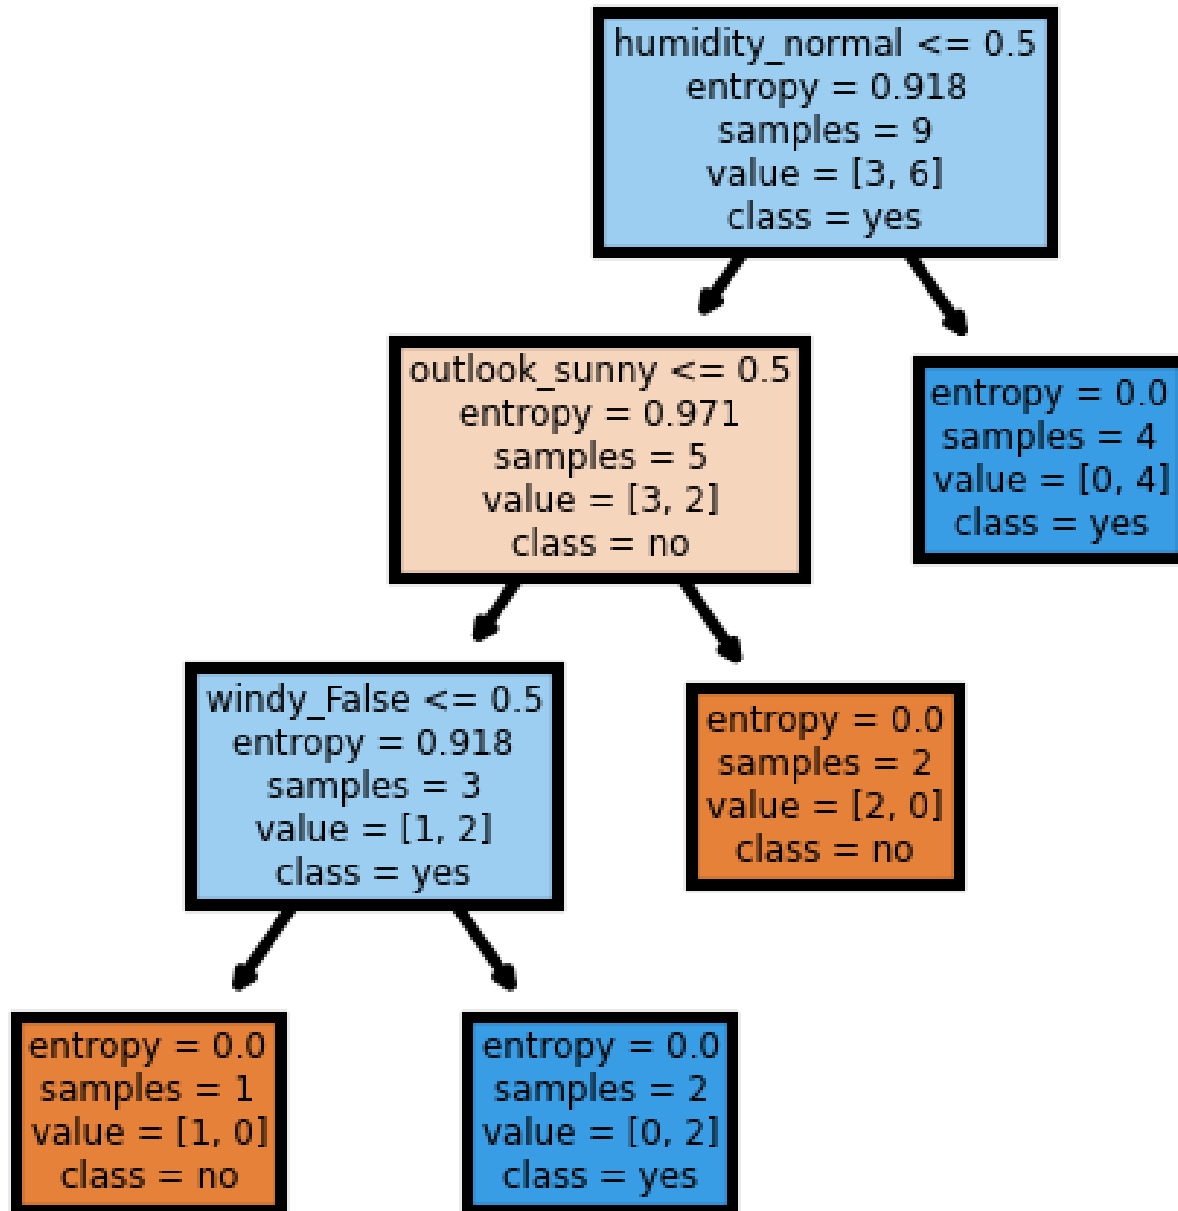 humidity_normal <= 0.5
entropy = 0.918
samples = 9
value = [3, 6]
class = yes
outlook_sunny <= 0.5
entropy = 0.971
samples = 5
value = [3, 2]
class = no
entropy = 0.0
samples = 4
value = [0, 4]
class = yes
windy_False <= 0.5
entropy = 0.918
samples = 3
value = [1, 2]
class = yes
entropy = 0.0
samples = 2
value = [2, 0]
class = no
entropy = 0.0
samples = 1
value = [1, 0]
class = no
entropy = 0.0
samples = 2
value = [0, 2]
class = yes